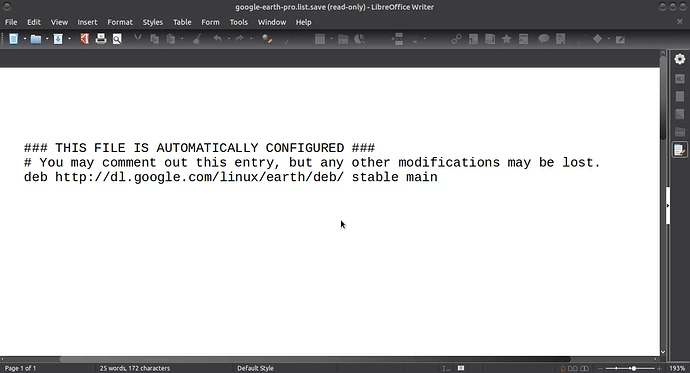 google-earth-pro.list.save (read-only) - LibreOffice Writer
File Edit View Insert Format Styles Table Form Tools Window Help
### THIS FILE IS AUTOMATICALLY CONFIGURED ###
# You may comment out this entry, but any other modifications may be lost.
deb http://dl.google.com/linux/earth/deb/ stable main
Page 1 of 1 25 words, 172 characters Default Style 193%